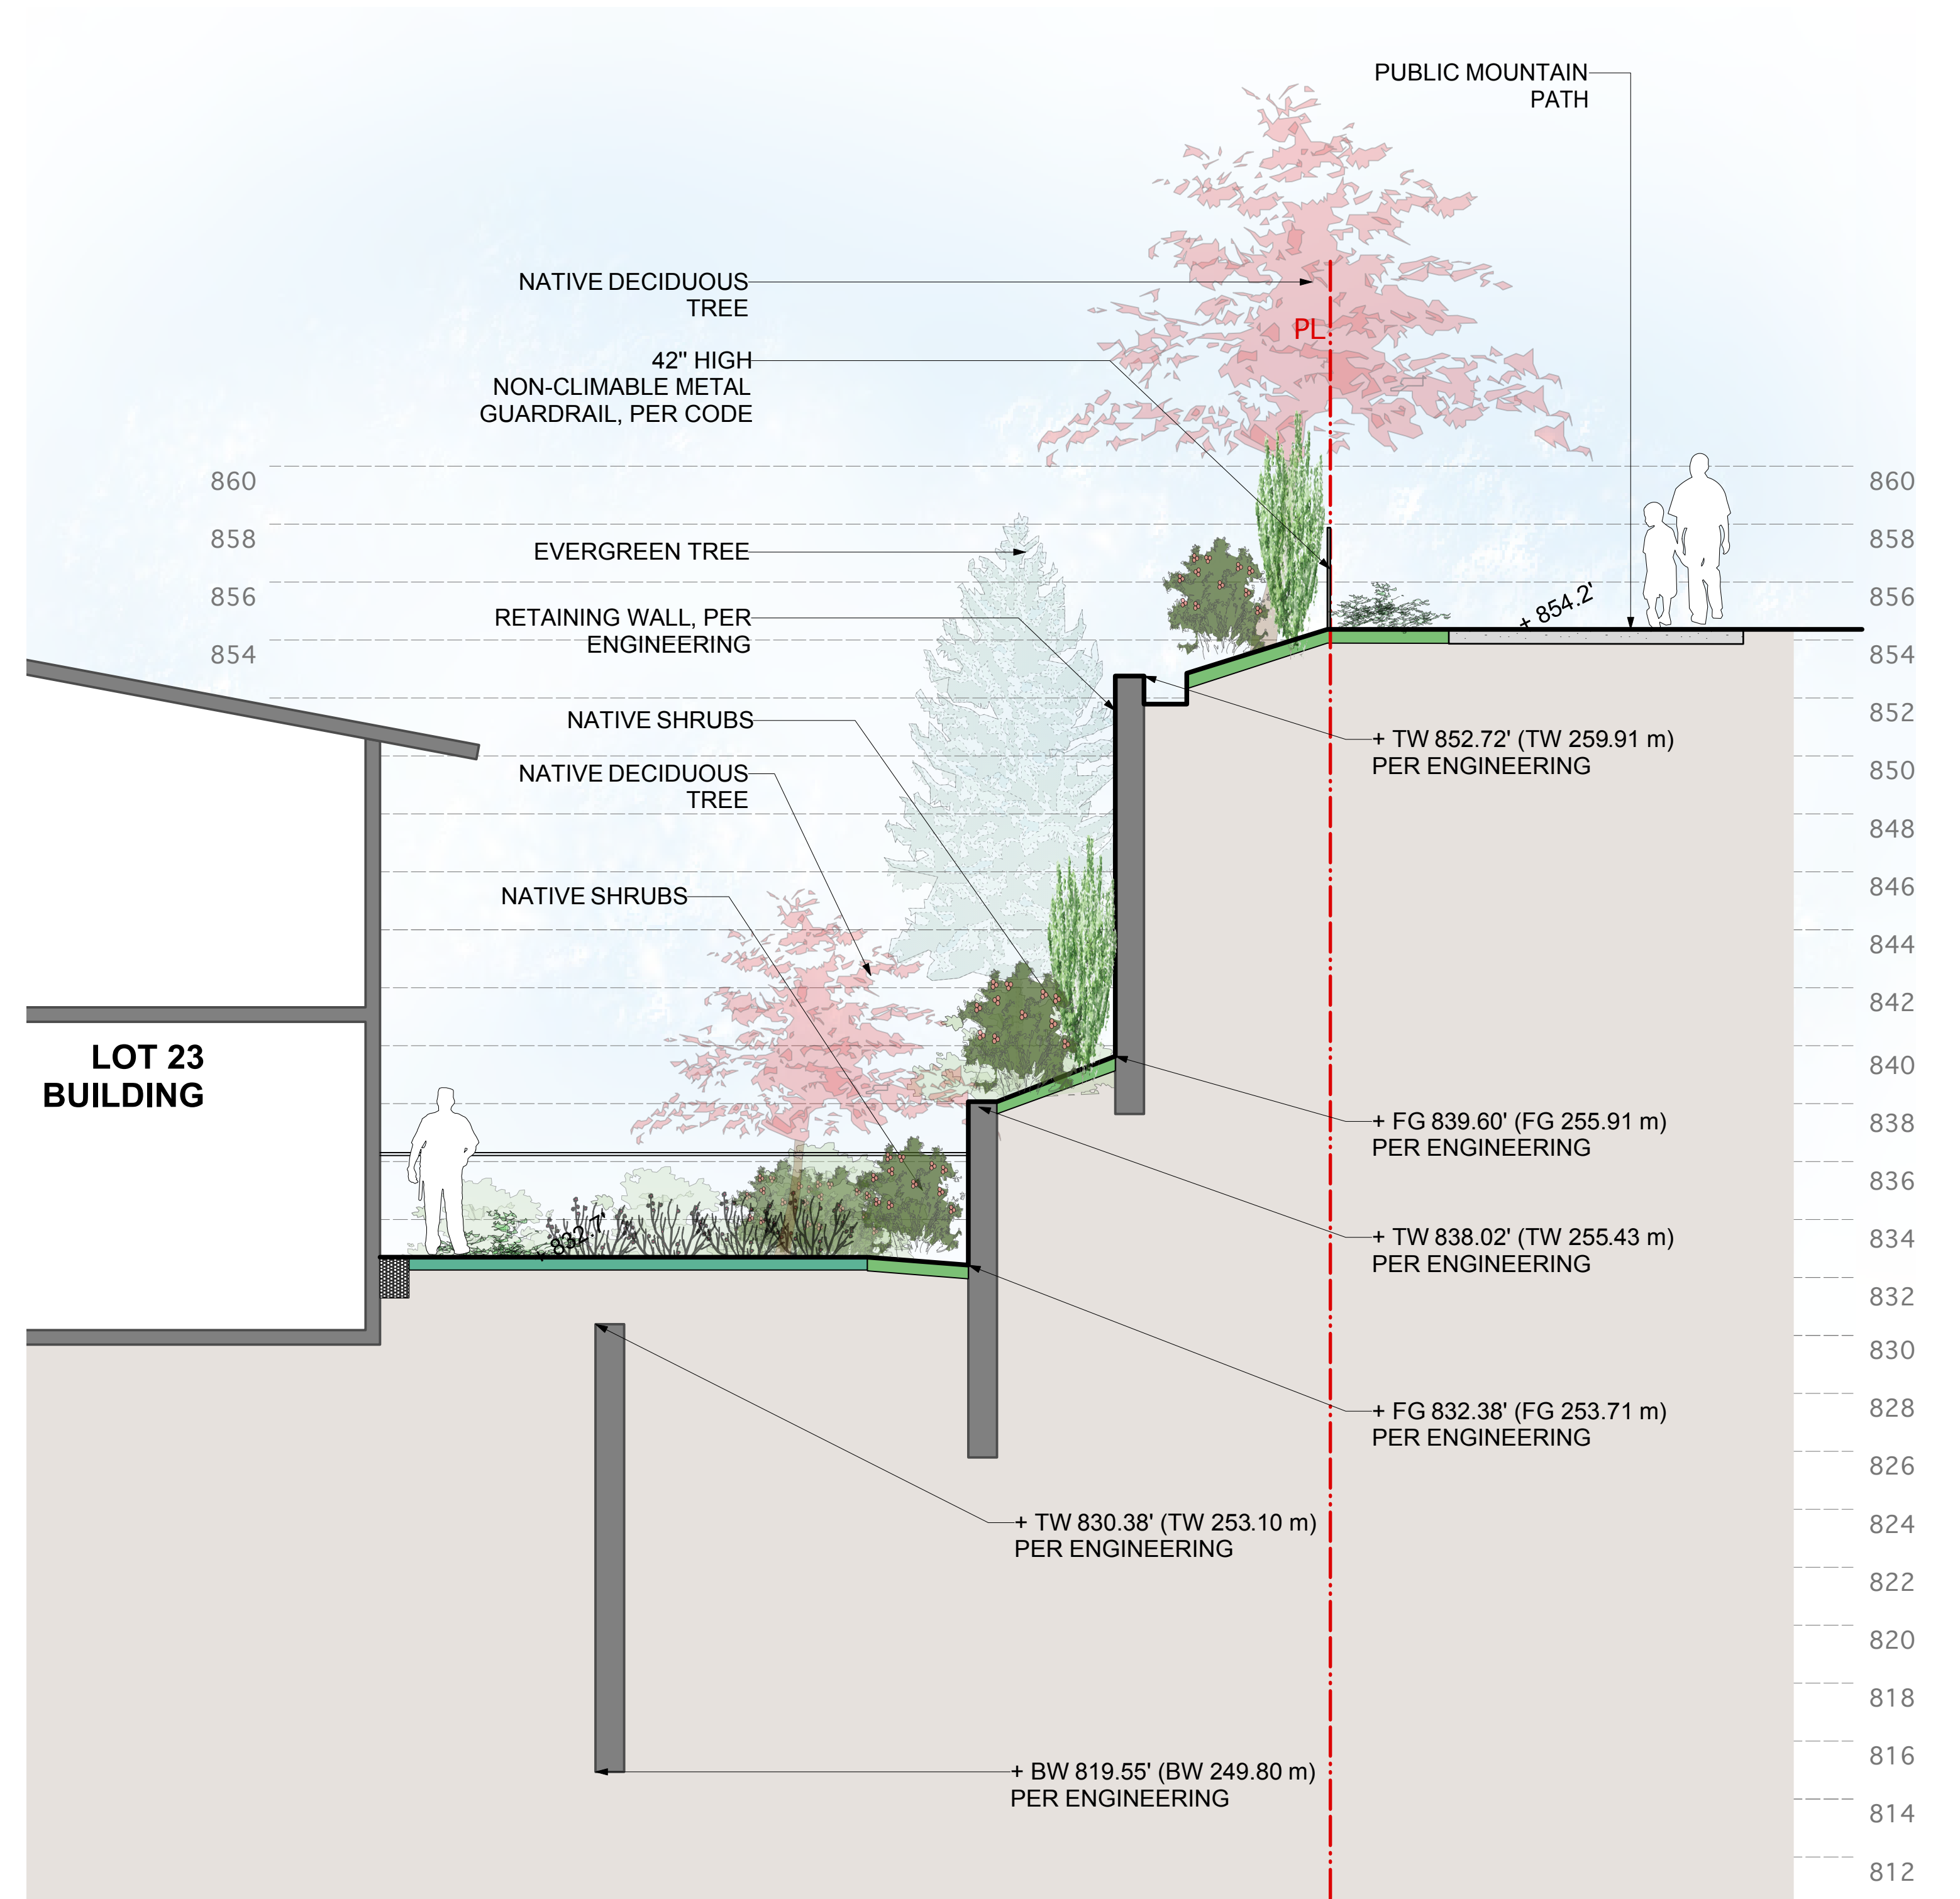 PUBLIC MOUNTAIN
PATH
NATIVE DECIDUOUS
TREE
PL
42" HIGH
NON-CLIMABLE METAL
GUARDRAIL, PER CODE
860
860
858
858
EVERGREEN TREE
856
856
+ 854.2'
RETAINING WALL, PER
ENGINEERING
854
854
852
NATIVE SHRUBS
+ TW 852.72' (TW 259.91 m)
PER ENGINEERING
850
NATIVE DECIDUOUS
TREE
848
846
NATIVE SHRUBS
844
842
LOT 23
BUILDING
840
838
+ FG 839.60' (FG 255.91 m)
PER ENGINEERING
836
+ 832.7'
834
+ TW 838.02' (TW 255.43 m)
PER ENGINEERING
832
830
828
+ FG 832.38' (FG 253.71 m)
PER ENGINEERING
826
824
+ TW 830.38' (TW 253.10 m)
PER ENGINEERING
822
820
818
816
+ BW 819.55' (BW 249.80 m)
PER ENGINEERING
814
812